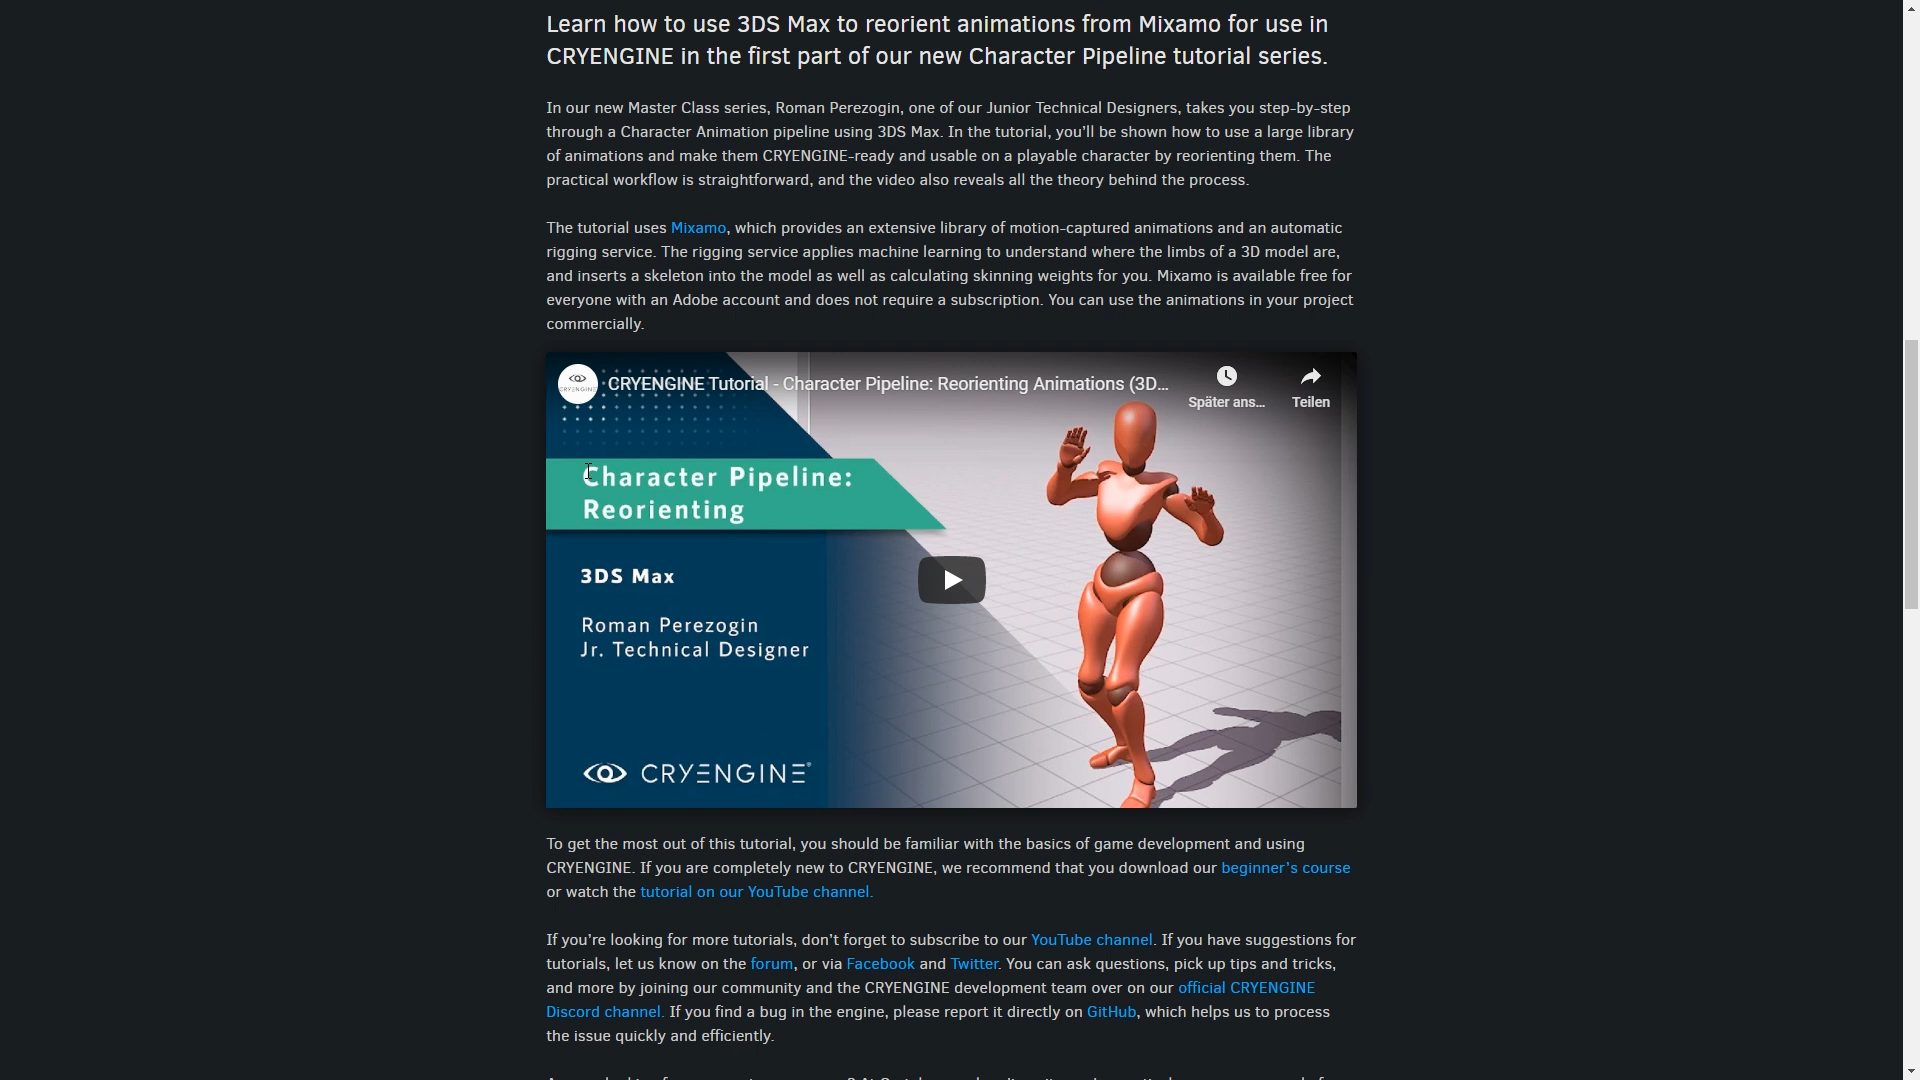 Learn how to use 3DS Max to reorient animations from Mixamo for use in
CRYENGINE in the first part of our new Character Pipeline tutorial series.
In our new Master Class series, Roman Perezogin, one of our Junior Technical Designers, takes you step-by-step
through a Character Animation pipeline using 3DS Max. In the tutorial, you’ll be shown how to use a large library
of animations and make them CRYENGINE-ready and usable on a playable character by reorienting them. The
practical workflow is straightforward, and the video also reveals all the theory behind the process.
The tutorial uses Mixamo, which provides an extensive library of motion-captured animations and an automatic
rigging service. The rigging service applies machine learning to understand where the limbs of a 3D model are,
and inserts a skeleton into the model as well as calculating skinning weights for you. Mixamo is available free for
everyone with an Adobe account and does not require a subscription. You can use the animations in your project
commercially.
CRYENGINE
CRYENGINE Tutorial - Character Pipeline: Reorienting Animations (3D...
Später ans...
Teilen
Character Pipeline:
Reorienting
3DS Max
Roman Perezogin
Jr. Technical Designer
CRYENGINE®
To get the most out of this tutorial, you should be familiar with the basics of game development and using
CRYENGINE. If you are completely new to CRYENGINE, we recommend that you download our beginner’s course
or watch the tutorial on our YouTube channel.
If you’re looking for more tutorials, don’t forget to subscribe to our YouTube channel. If you have suggestions for
tutorials, let us know on the forum, or via Facebook and Twitter. You can ask questions, pick up tips and tricks,
and more by joining our community and the CRYENGINE development team over on our official CRYENGINE
Discord channel. If you find a bug in the engine, please report it directly on GitHub, which helps us to process
the issue quickly and efficiently.